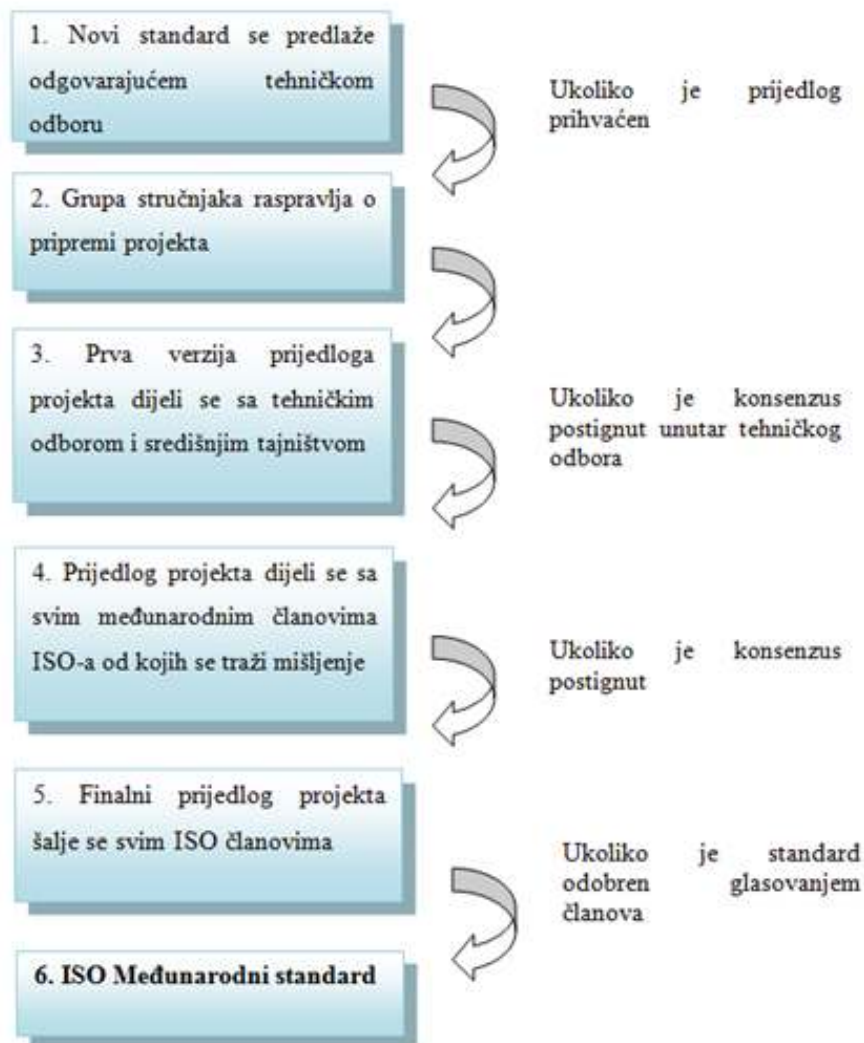 1. Novi standard se predlaže
odgovarajućem tehničkom
odboru
Ukoliko je prijedlog
prihvaćen
2. Grupa stručnjaka raspravlja o
pripremi projekta
3. Prva verzija prijedloga
projekta dijeli se sa tehničkim
odborom i središnjim tajništvom
Ukoliko je konsenzus
postignut unutar tehničkog
odbora
4. Prijedlog projekta dijeli se sa
svim međunarodnim članovima
ISO-a od kojih se traži mišljenje
Ukoliko je konsenzus
postignut
5. Finalni prijedlog projekta
šalje se svim ISO članovima
Ukoliko je standard
odobren glasovanjem
članova
6. ISO Međunarodni standard